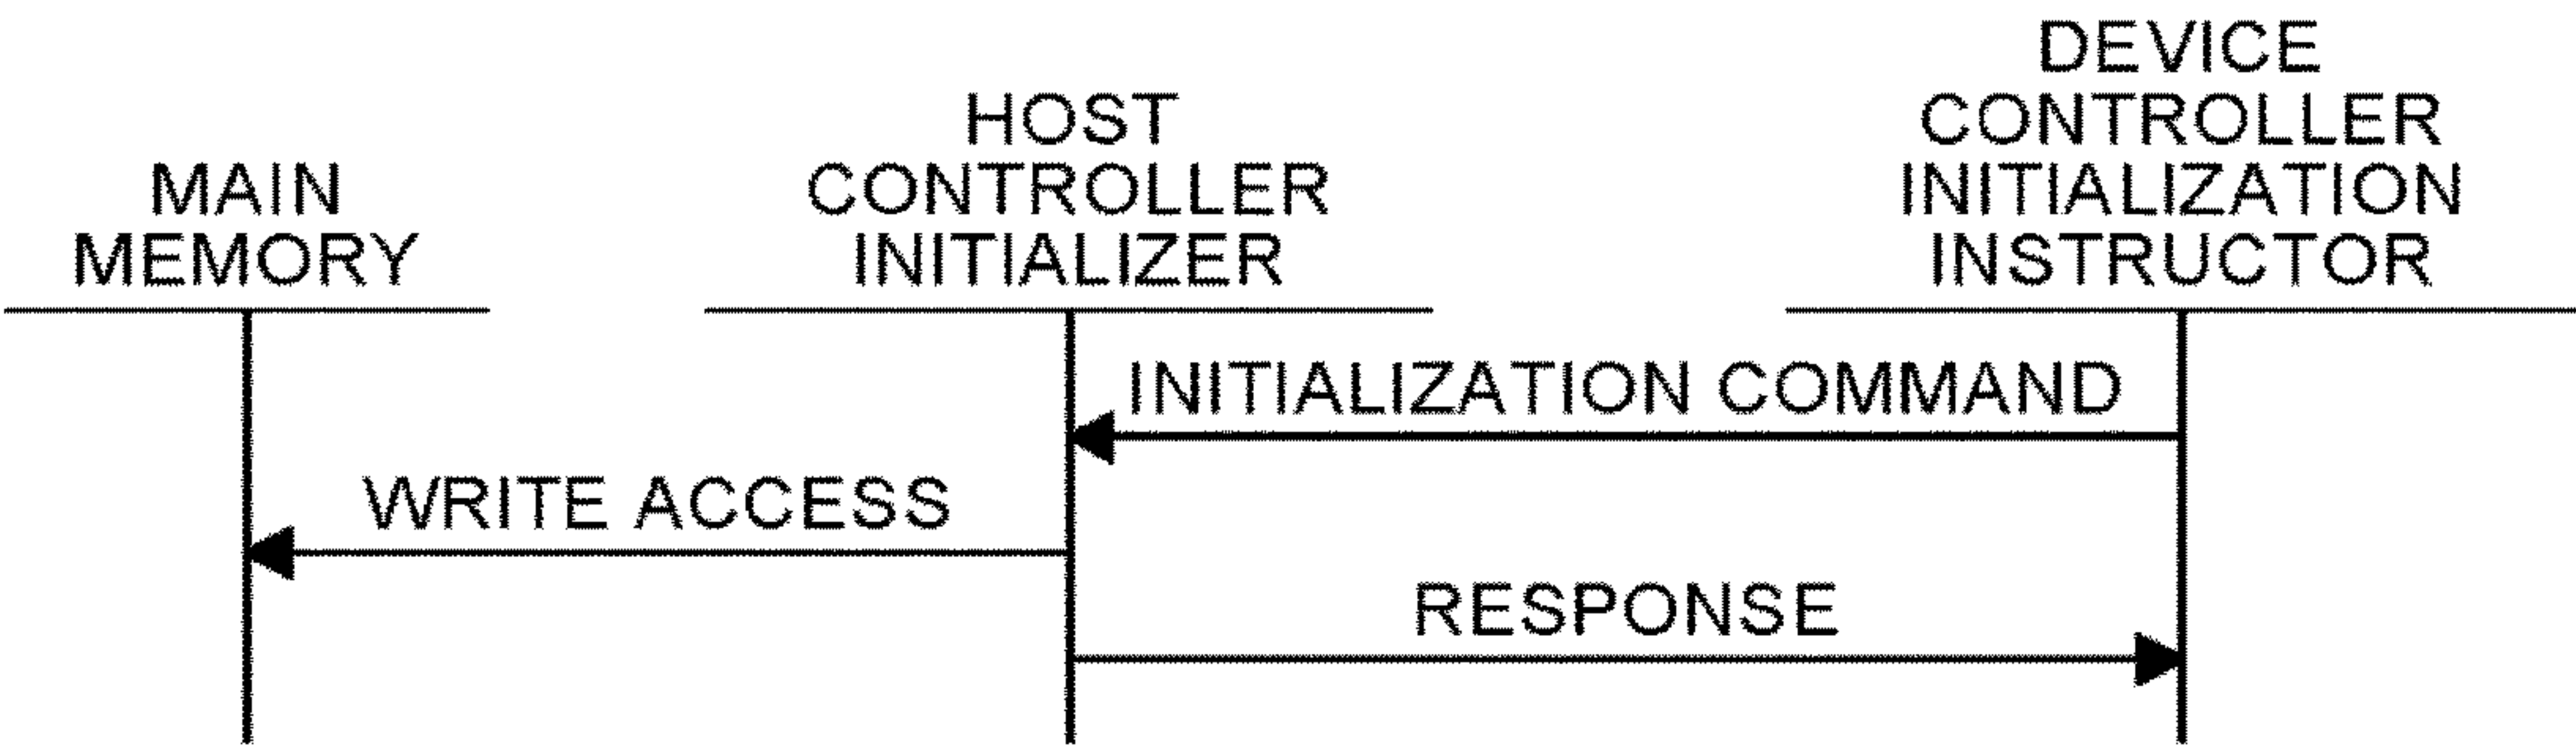 MAIN
MEMORY
HOST
CONTROLLER
INITIALIZER
DEVICE
CONTROLLER
INITIALIZATION
INSTRUCTOR
INITIALIZATION COMMAND
WRITE ACCESS
RESPONSE